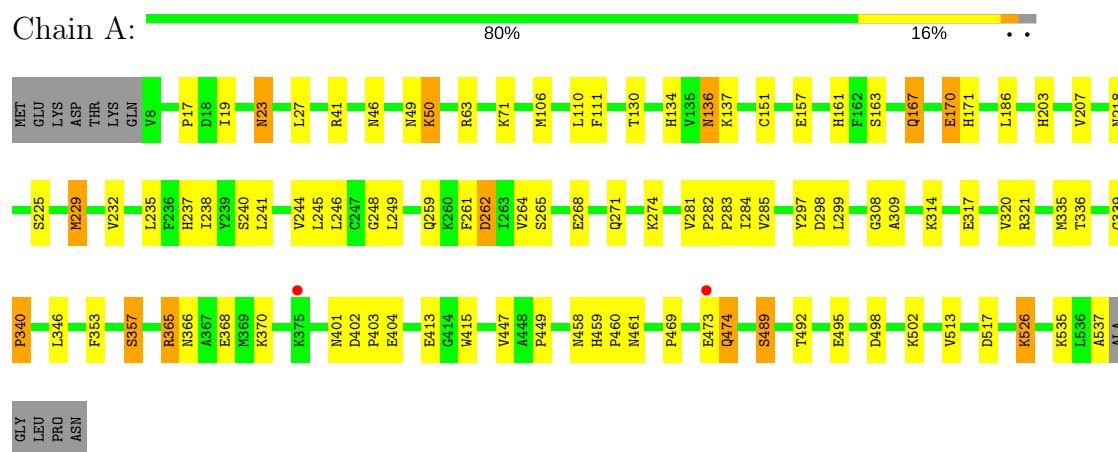 Chain A:
80% 16% • •
MET GLU LYS ASP THR LYS GLN V8 P17 D18 I19 N23 L27 R41 N46 N49 K50 R63 K71 M106 L110 F111 T130 H134 V135 N136 K137 C151 E157 H161 F162 S163 Q167 E170 H171 L186 H203 V207
S225 M229 V232 L235 F236 H237 I238 Y239 S240 L241 V244 L245 L246 C247 G248 L249 Q259 K260 F261 D262 I263 V264 S265 E268 Q271 K274 V281 P282 P283 I284 V285 Y297 D298 L299 G308 A309 K314 E317 V320 R321 M335 T336
P340 L346 F353 S357 R365 N366 A367 E368 M369 K370 K375 N401 D402 P403 E404 E413 G414 W415 V447 A448 P449 N458 H459 P460 N461 P469 E473 Q474 S489 T492 E495 D498 K502 V513 D517 K526 K535 L536 A537 ALA
GLY LEU PRO ASN